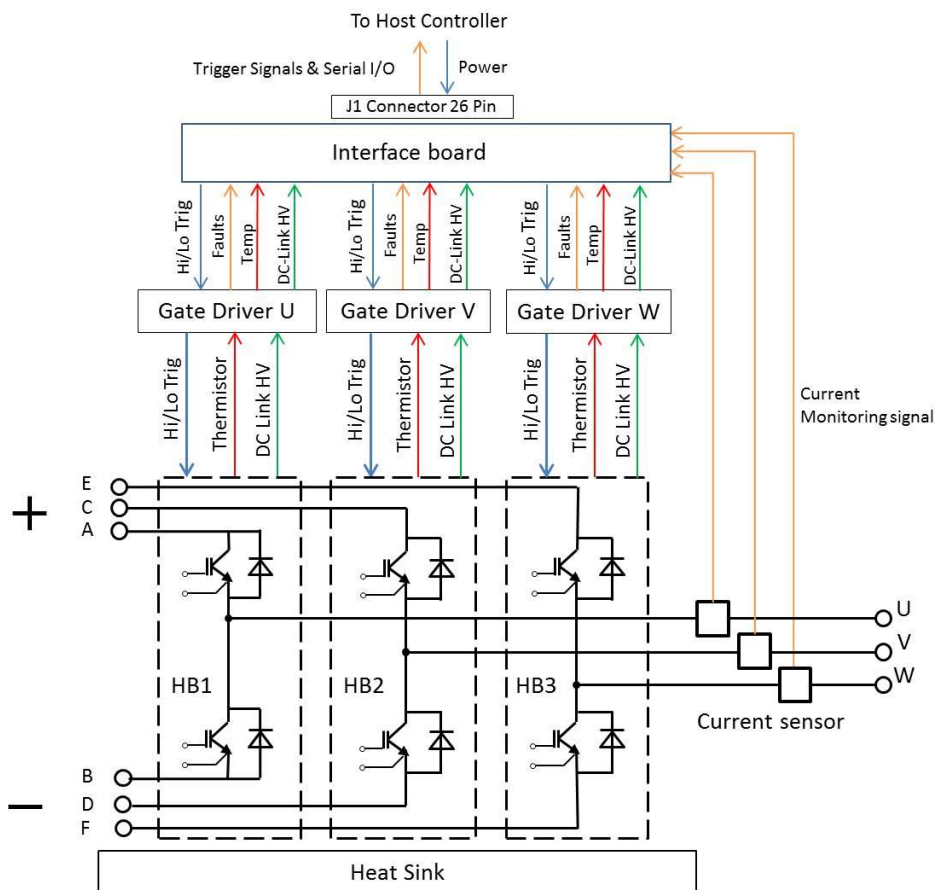 To Host Controller
Trigger Signals & Serial I/O
Power
J1 Connector 26 Pin
Interface board
Hi/Lo Trig
Faults
Temp
DC-Link HV
Hi/Lo Trig
Faults
Temp
DC-Link HV
Hi/Lo Trig
Faults
Temp
DC-Link HV
Gate Driver U
Gate Driver V
Gate Driver W
Hi/Lo Trig
Thermistor
DC Link HV
Hi/Lo Trig
Thermistor
DC Link HV
Hi/Lo Trig
Thermistor
DC Link HV
Current
Monitoring signal
E
C
+
A
U
V
W
HB1
HB2
HB3
Current sensor
B
D
−
F
Heat Sink